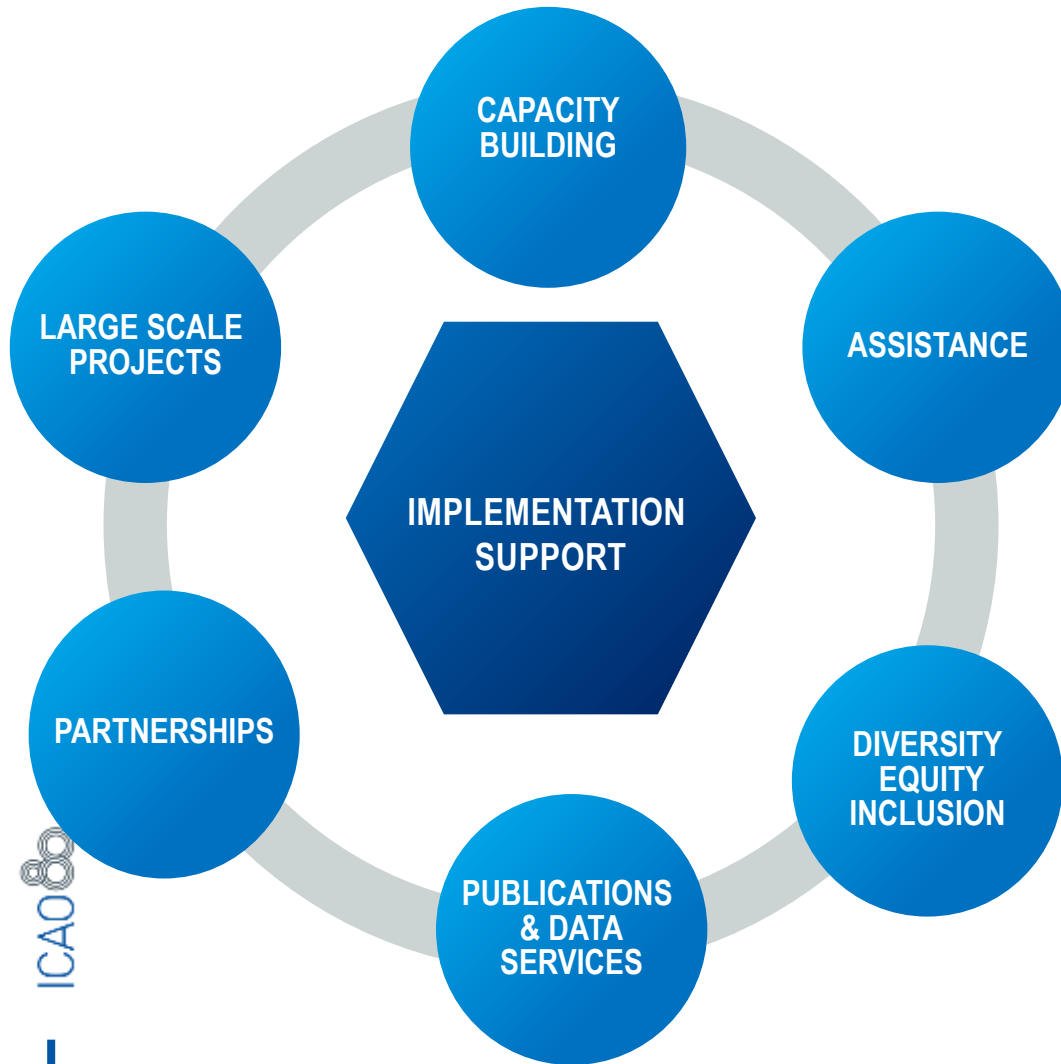 CAPACITY
BUILDING
LARGE SCALE
PROJECTS
ASSISTANCE
IMPLEMENTATION
SUPPORT
PARTNERSHIPS
DIVERSITY
EQUITY
INCLUSION
PUBLICATIONS
& DATA
SERVICES
ICAO